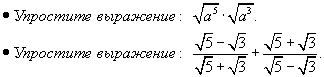 • Упростите выражение: √a⁵ · √a³.
• Упростите выражение: (√5 − √3)/(√5 + √3) + (√5 + √3)/(√5 − √3).